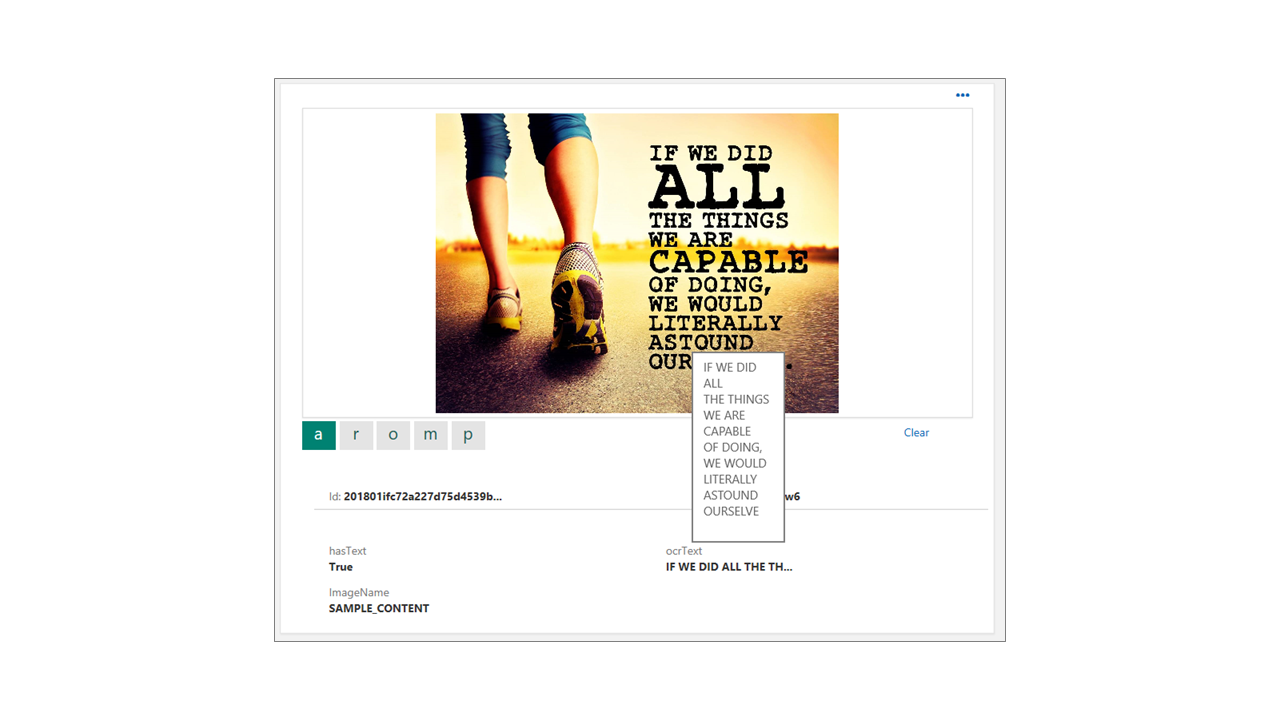 •••
IF WE DID
ALL
THE THINGS
WE ARE
CAPABLE
OF DOING,
WE WOULD
LITERALLY
ASTOUND
OUR
IF WE DID
ALL
THE THINGS
WE ARE
CAPABLE
OF DOING,
WE WOULD
LITERALLY
ASTOUND
OURSELVE
a r o m p
Clear
Id: 201801ifc72a227d75d4539b... w6
hasText
True
ocrText
IF WE DID ALL THE TH...
ImageName
SAMPLE_CONTENT